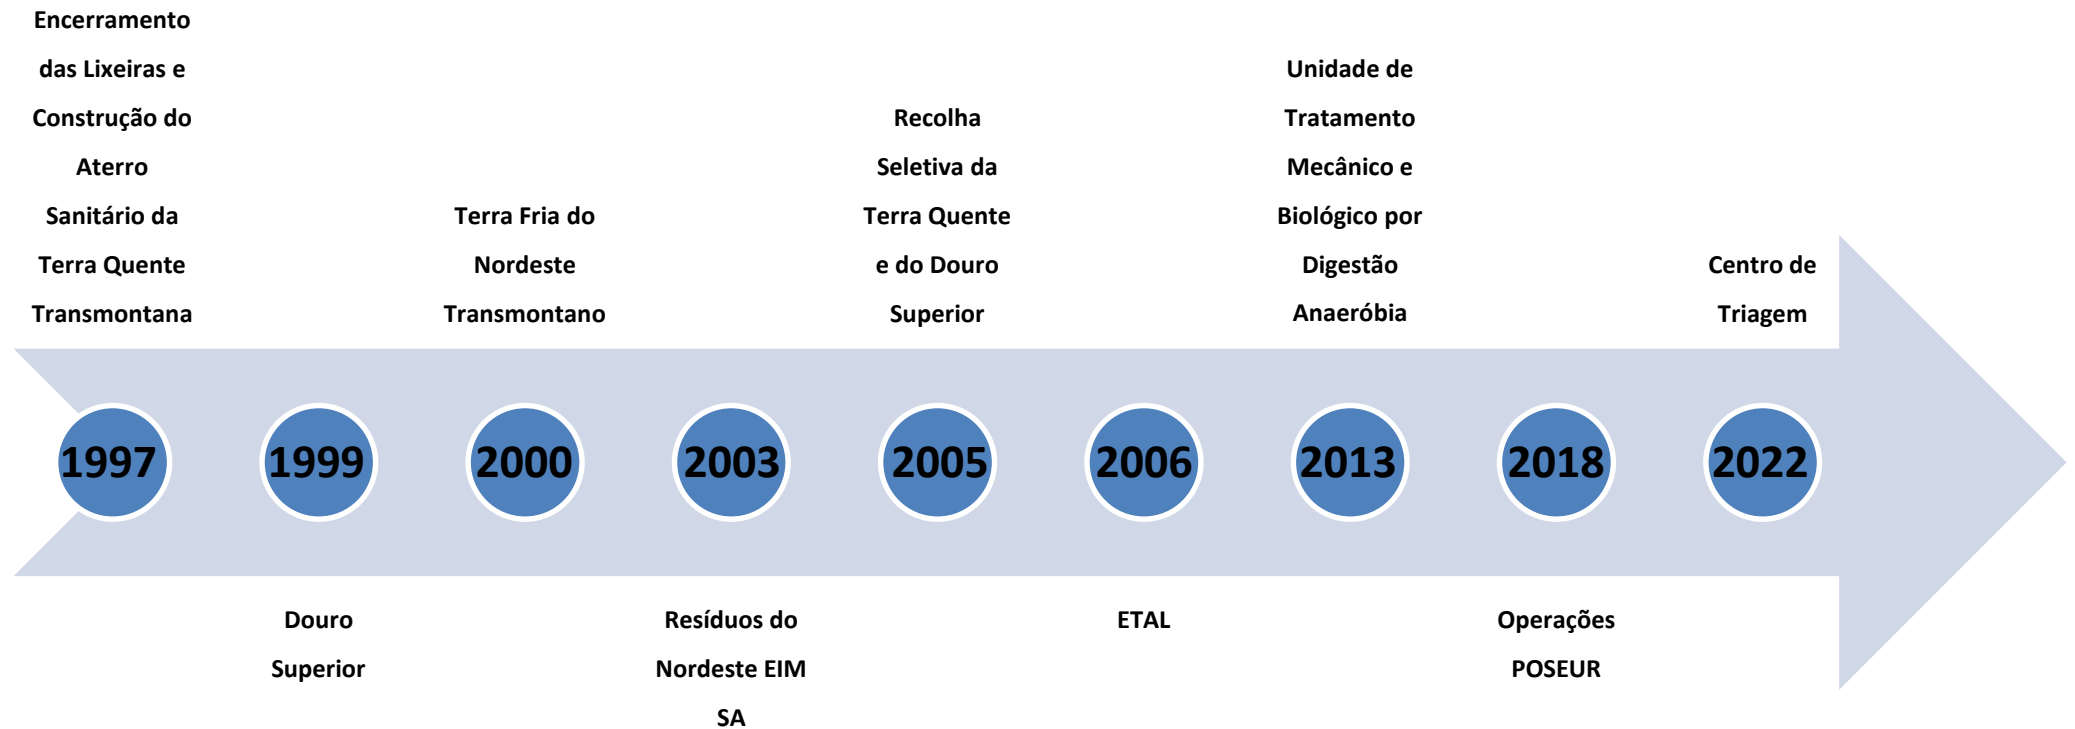 Encerramento
das Lixeiras e
Construção do
Aterro
Sanitário da
Terra Quente
Transmontana
Terra Fria do
Nordeste
Transmontano
Recolha
Seletiva da
Terra Quente
e do Douro
Superior
Unidade de
Tratamento
Mecânico e
Biológico por
Digestão
Anaeróbia
Centro de
Triagem
1997
1999
2000
2003
2005
2006
2013
2018
2022
Douro
Superior
Resíduos do
Nordeste EIM
SA
ETAL
Operações
POSEUR